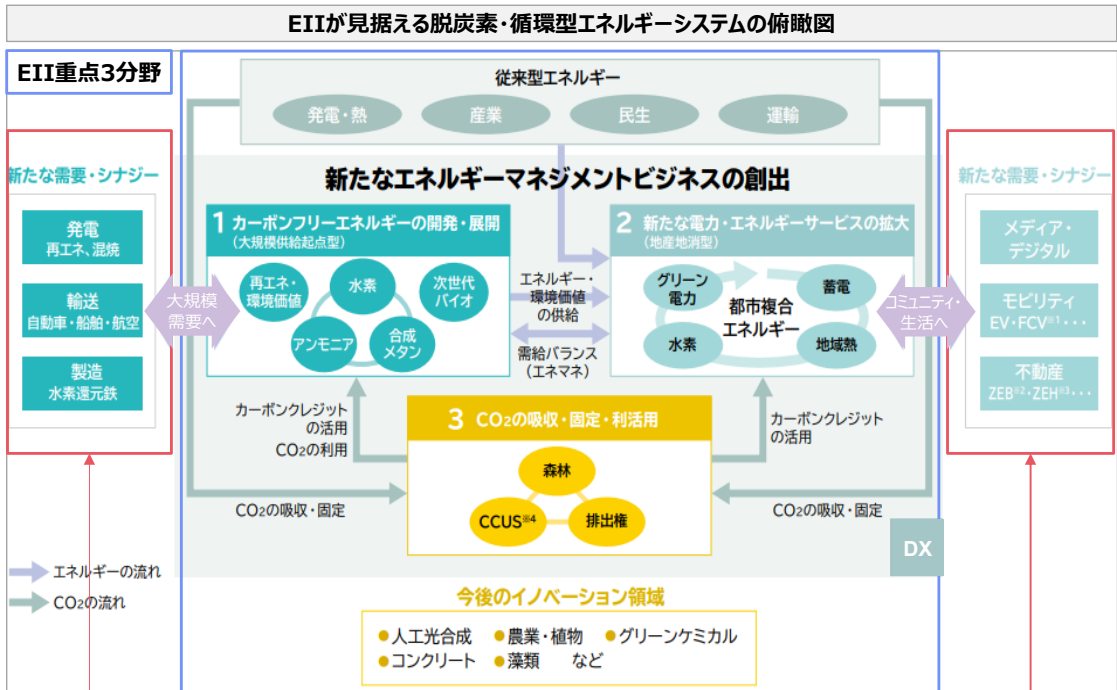 EIIが見据える脱炭素・循環型エネルギーシステムの俯瞰図
EII重点3分野
従来型エネルギー
発電・熱
産業
民生
運輸
新たなエネルギーマネジメントビジネスの創出
新たな需要・シナジー
発電
再エネ、混焼
輸送
自動車・船舶・航空
製造
水素還元鉄
大規模
需要へ
1 カーボンフリーエネルギーの開発・展開
(大規模供給起点型)
再エネ・
環境価値
水素
次世代
バイオ
アンモニア
合成
メタン
エネルギー・
環境価値
の供給
需給バランス
(エネマネ)
2 新たな電力・エネルギーサービスの拡大
(地産地消型)
グリーン
電力
蓄電
都市複合
エネルギー
水素
地域熱
コミュニティ・
生活へ
新たな需要・シナジー
メディア・
デジタル
モビリティ
EV・FCV※1・・・
不動産
ZEB※2・ZEH※3・・・
カーボンクレジット
の活用
CO2の利用
3 CO2の吸収・固定・利活用
森林
CCUS※4
排出権
カーボンクレジット
の活用
CO2の吸収・固定
CO2の吸収・固定
DX
エネルギーの流れ
CO2の流れ
今後のイノベーション領域
●人工光合成 ●農業・植物 ●グリーンケミカル
●コンクリート ●藻類 など